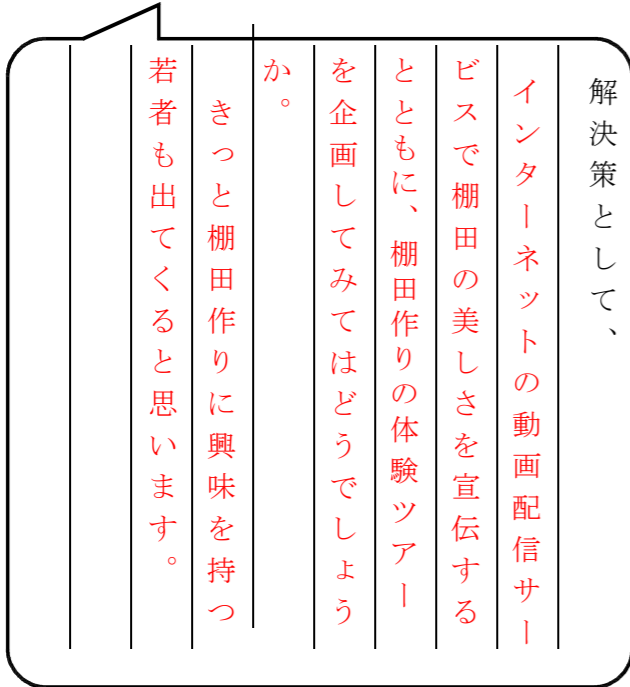 解決策として、
インターネットの動画配信サー
ビスで棚田の美しさを宣伝する
とともに、棚田作りの体験ツアー
を企画してみてはどうでしょう
か。
きっと棚田作りに興味を持つ
若者も出てくると思います。